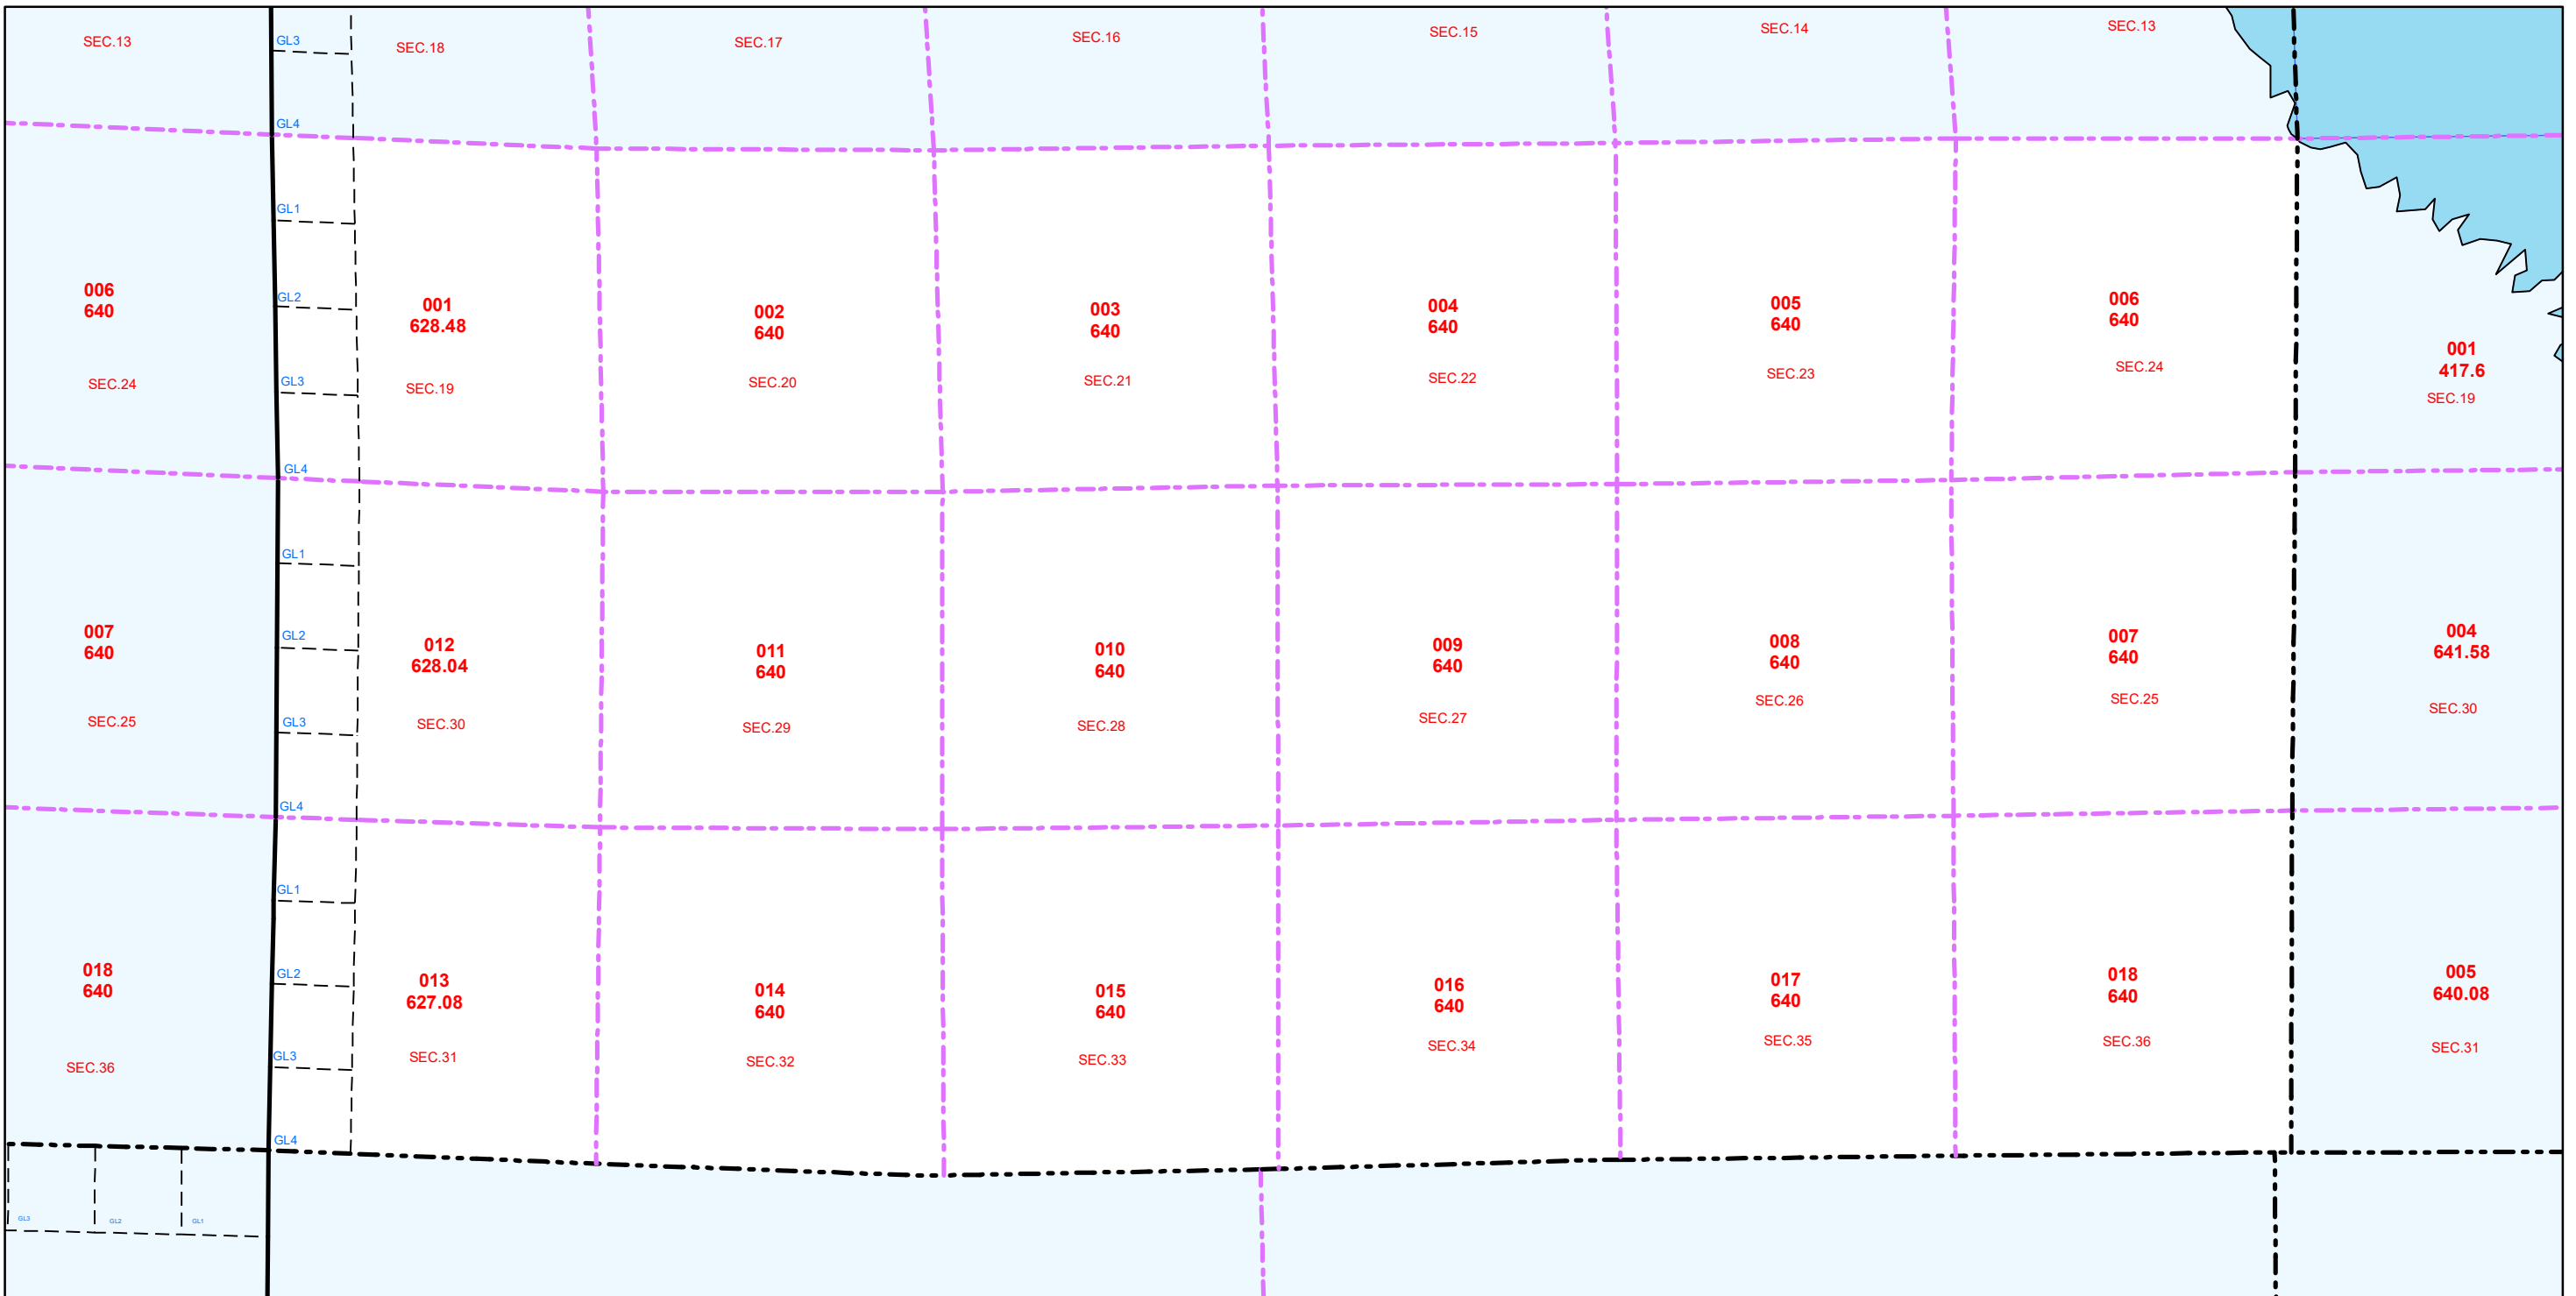 SEC.13
GL3
SEC.18
SEC.17
SEC.16
SEC.15
SEC.14
SEC.13
GL4
GL1
GL2
GL3
GL4
006
640
SEC.24
001
628.48
SEC.19
002
640
SEC.20
003
640
SEC.21
004
640
SEC.22
005
640
SEC.23
006
640
SEC.24
001
417.6
SEC.19
GL1
GL2
GL3
GL4
007
640
SEC.25
012
628.04
SEC.30
011
640
SEC.29
010
640
SEC.28
009
640
SEC.27
008
640
SEC.26
007
640
SEC.25
004
641.58
SEC.30
GL1
GL2
GL3
GL4
018
640
SEC.36
013
627.08
SEC.31
014
640
SEC.32
015
640
SEC.33
016
640
SEC.34
017
640
SEC.35
018
640
SEC.36
005
640.08
SEC.31
GL3
GL2
GL1